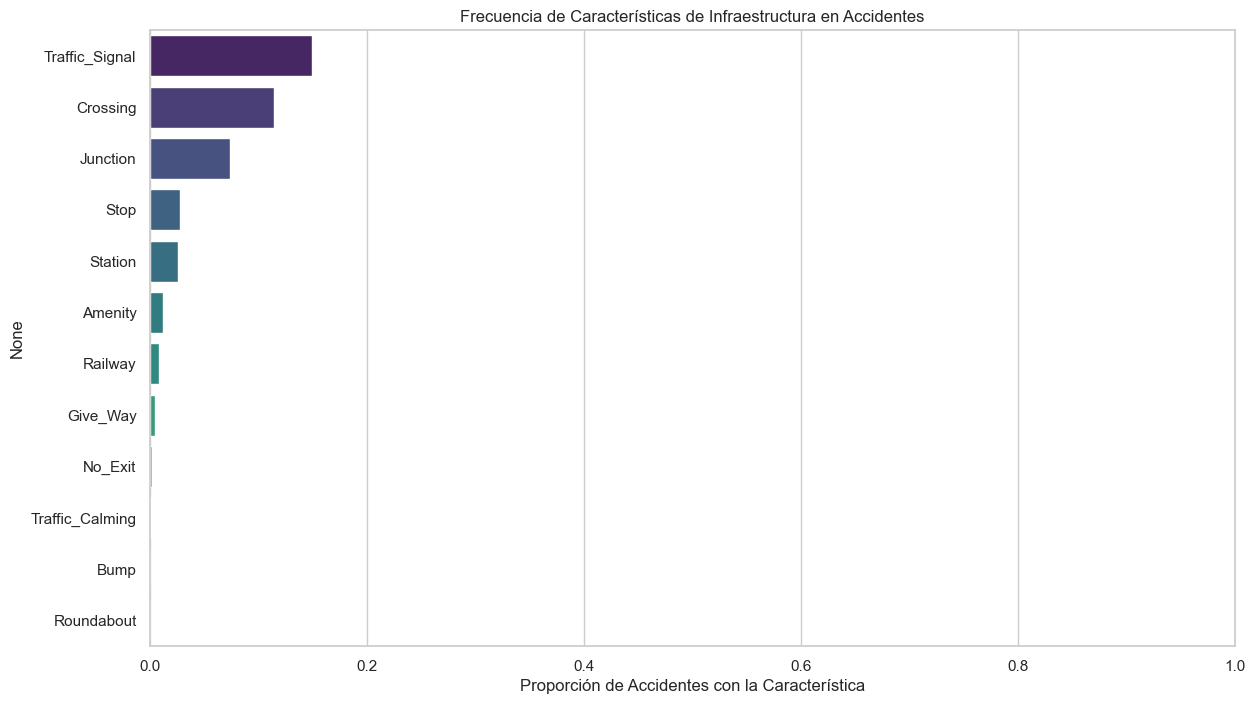 Frecuencia de Características de Infraestructura en Accidentes
Traffic_Signal
Crossing
Junction
Stop
Station
Amenity
Railway
Give_Way
No_Exit
Traffic_Calming
Bump
Roundabout
None
0.0 0.2 0.4 0.6 0.8 1.0
Proporción de Accidentes con la Característica